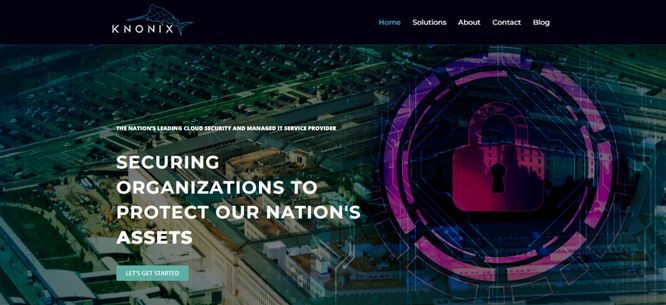 KNONIX
Home Solutions About Contact Blog
THE NATION'S LEADING CLOUD SECURITY AND MANAGED IT SERVICE PROVIDER
SECURING
ORGANIZATIONS TO
PROTECT OUR NATION'S
ASSETS
LET'S GET STARTED